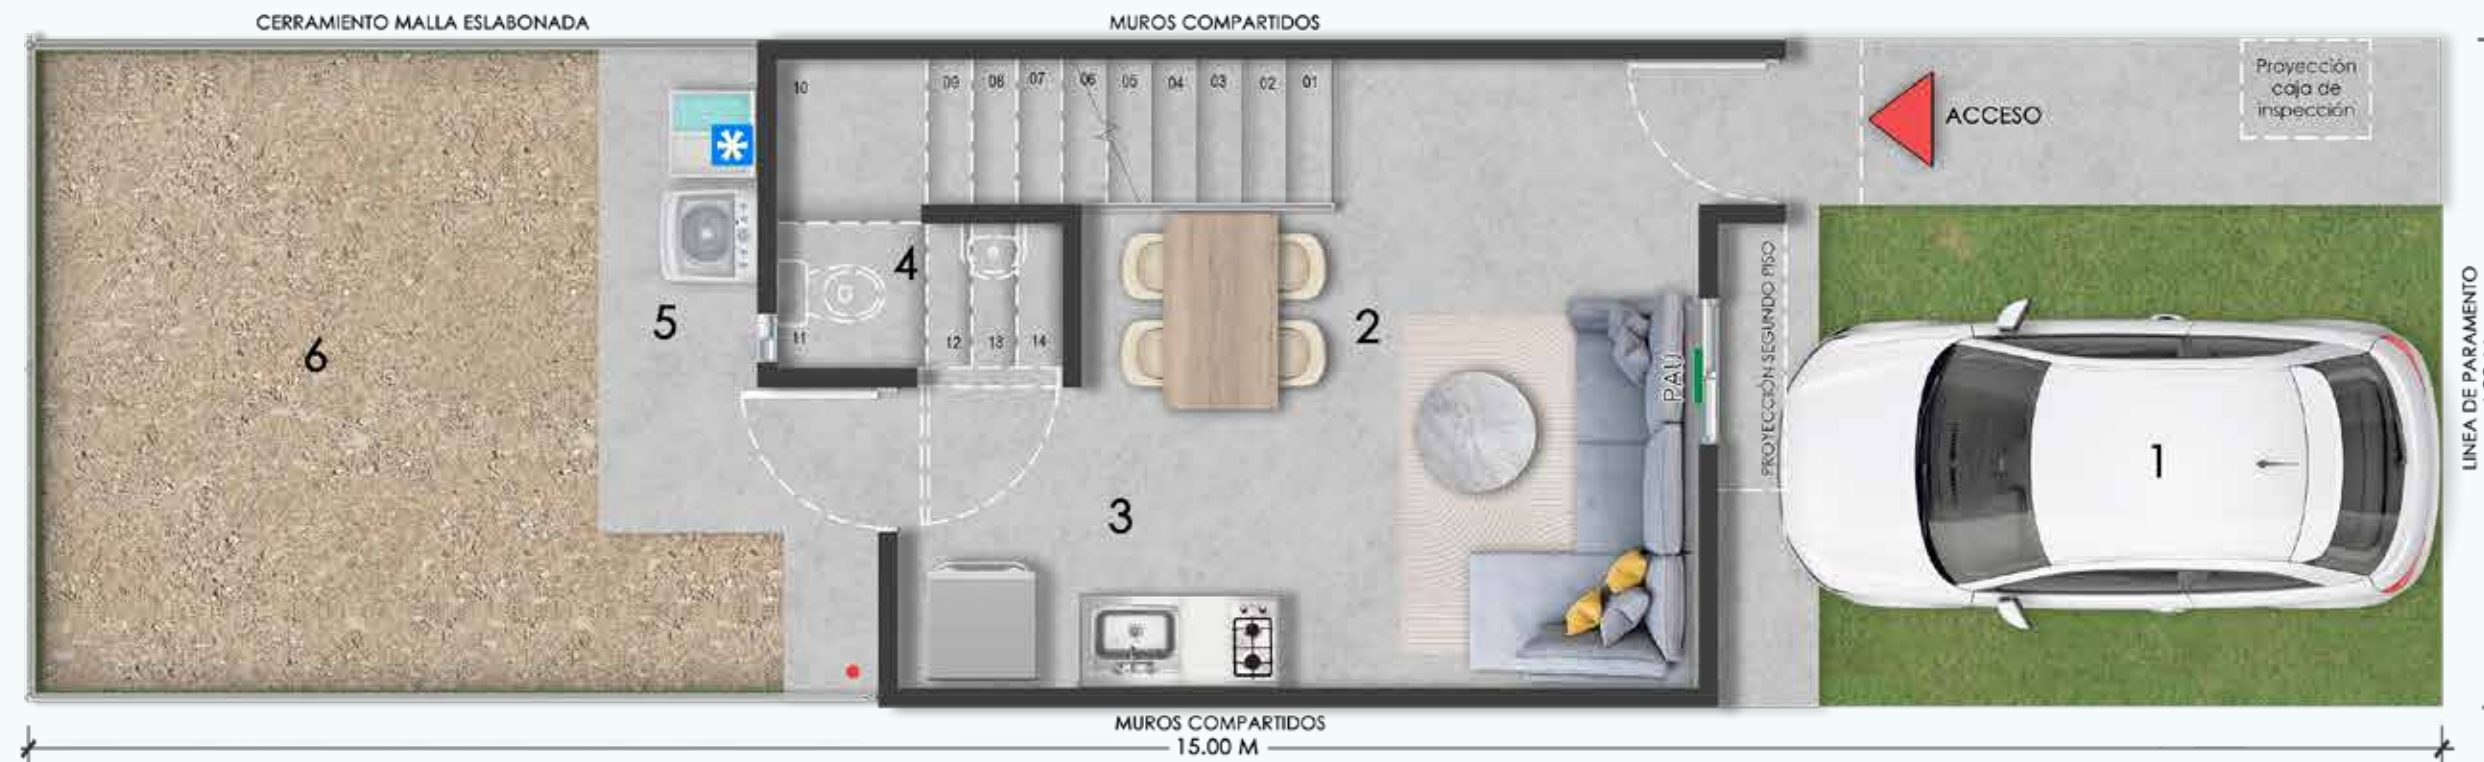 CERRAMIENTO MALLA ESLABONADA
MUROS COMPARTIDOS
10
09
08
07
06
05
04
03
02
01
ACCESO
Proyección
caja de
inspección
4
11
12
13
14
5
6
2
3
PAU
PROYECCIÓN SEGUNDO PISO
1
LINEA DE PARAMENTO
MUROS COMPARTIDOS
15.00 M